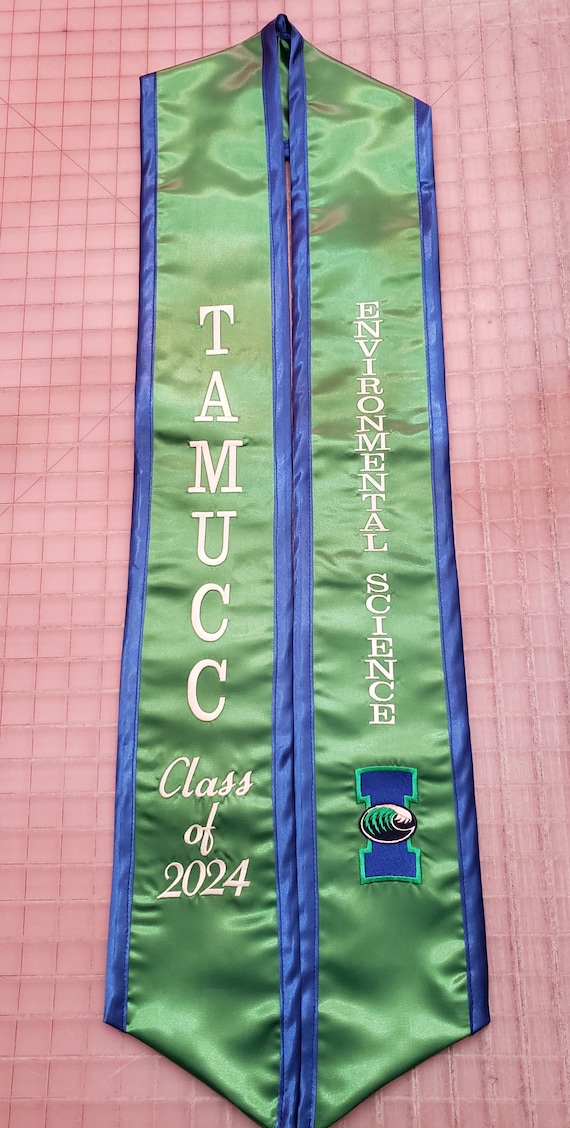 TAMUCC
Class
of
2024
ENVIRONMENTAL SCIENCE
I